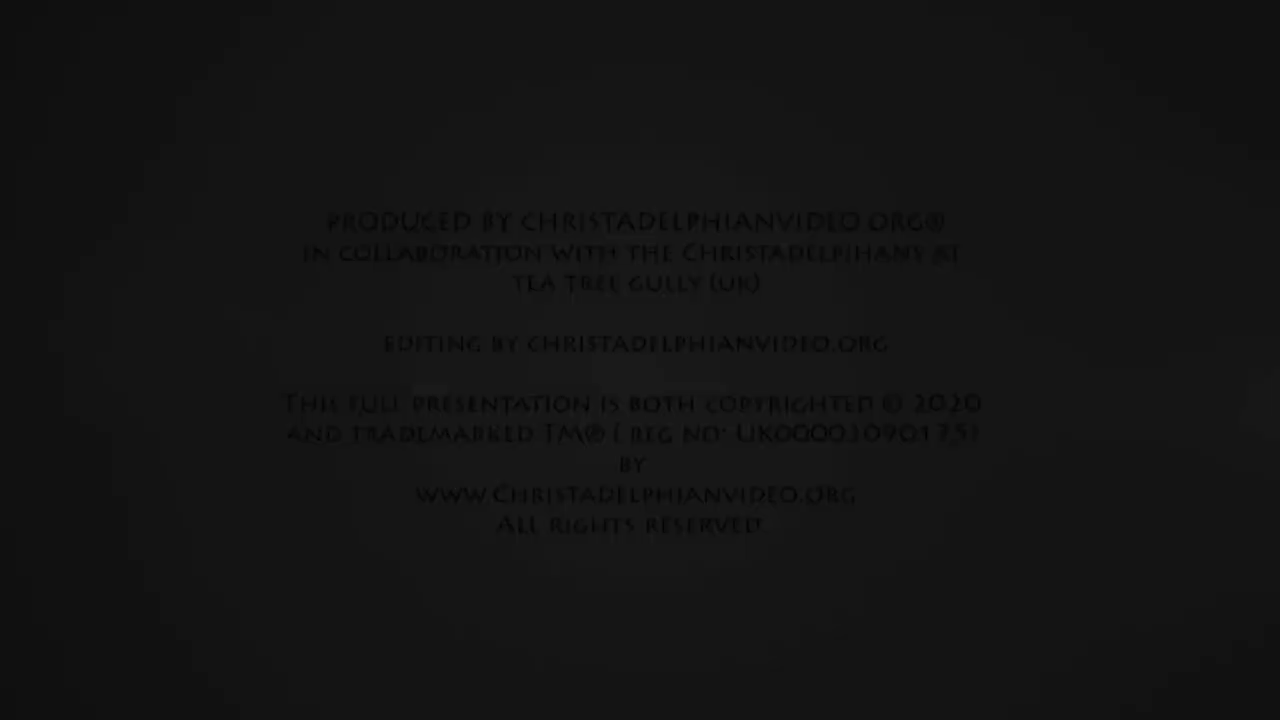 PRODUCED BY CHRISTADELPHIANVIDEO.ORG®
IN COLLABORATION WITH THE CHRISTADELPIHANS AT
TEA TREE GULLY (UK)
EDITING BY CHRISTADELPHIANVIDEO.ORG
THIS FULL PRESENTATION IS BOTH COPYRIGHTED © 2020
AND TRADEMARKED TM® ( REG NO: UK00003090175)
BY
WWW.CHRISTADELPHIANVIDEO.ORG
ALL RIGHTS RESERVED